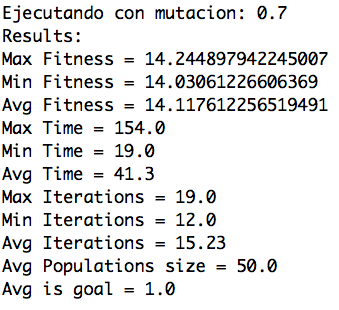 Ejecutando con mutacion: 0.7
Results:
Max Fitness = 14.244897942245007
Min Fitness = 14.03061226606369
Avg Fitness = 14.117612256519491
Max Time = 154.0
Min Time = 19.0
Avg Time = 41.3
Max Iterations = 19.0
Min Iterations = 12.0
Avg Iterations = 15.23
Avg Populations size = 50.0
Avg is goal = 1.0